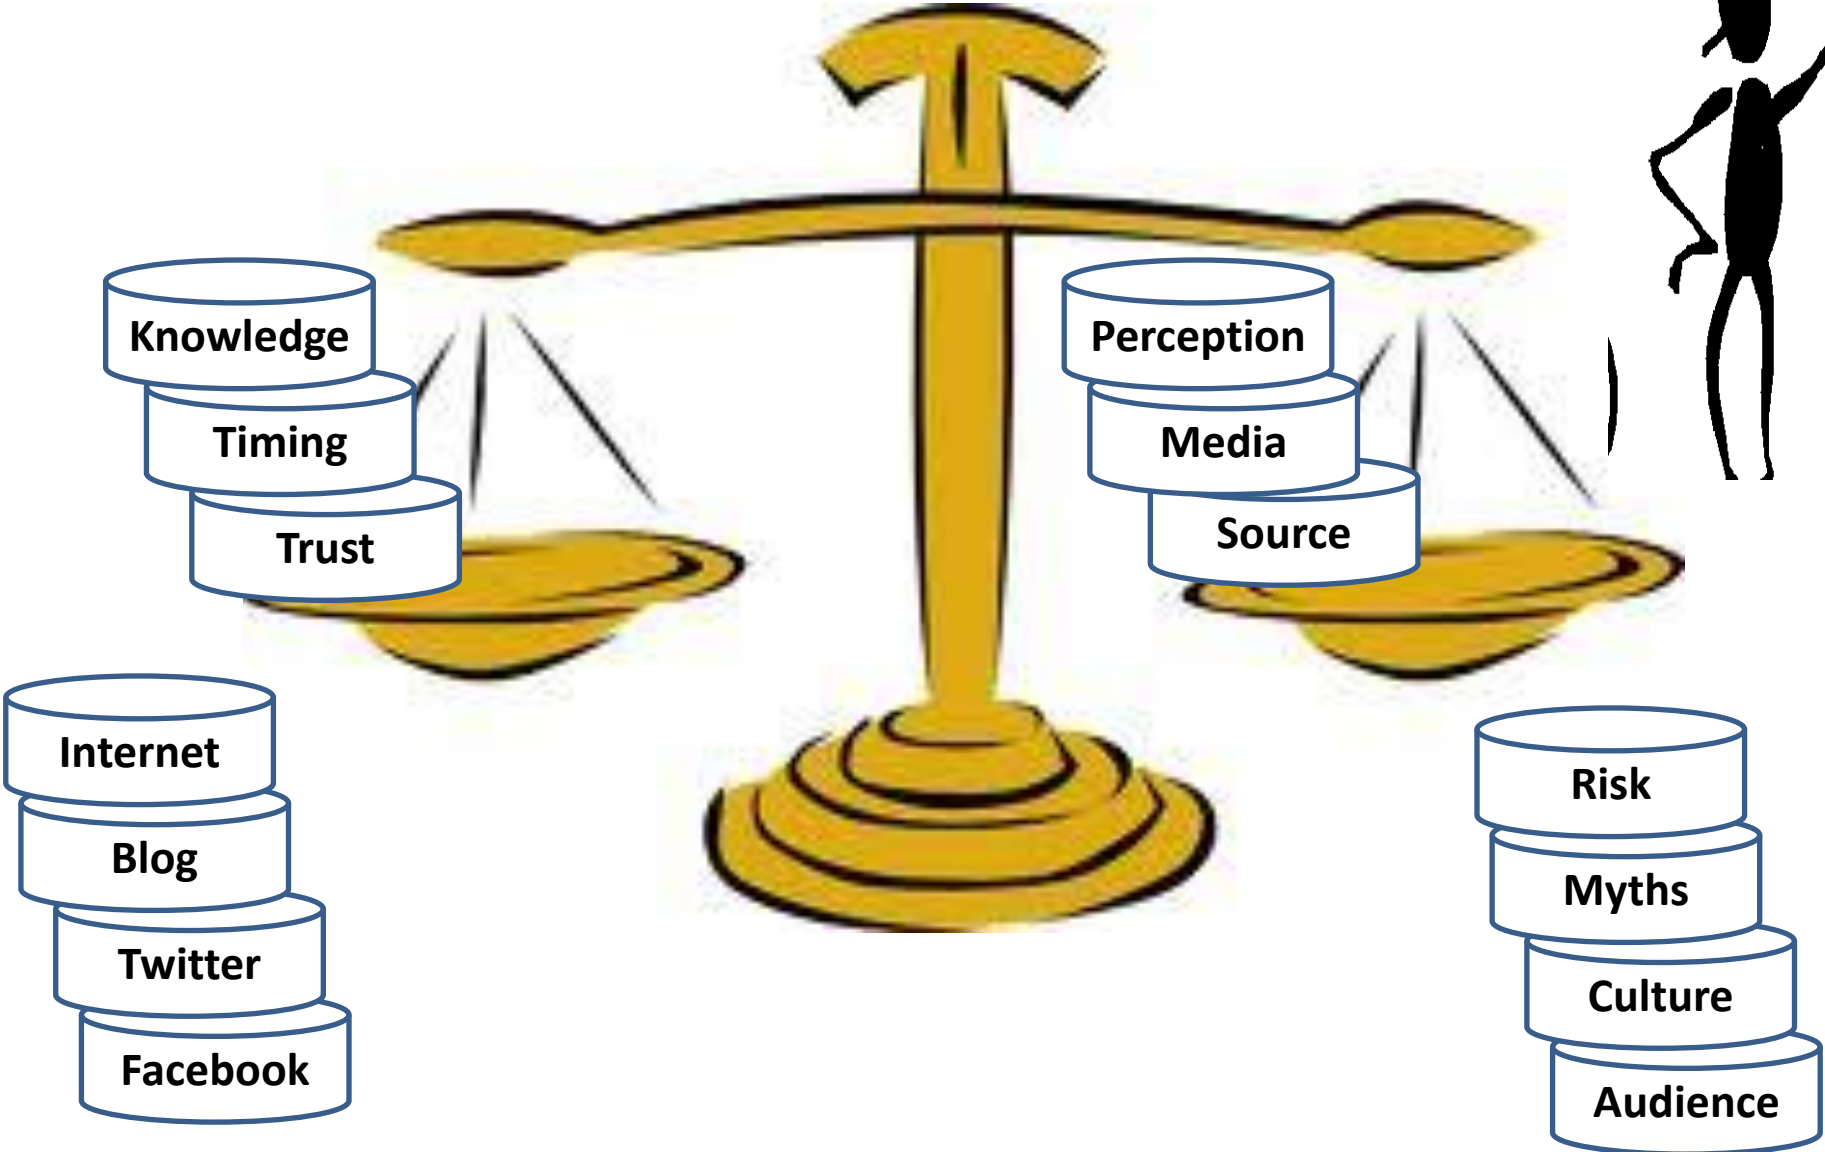 Knowledge
Timing
Trust
Perception
Media
Source
Internet
Blog
Twitter
Facebook
Risk
Myths
Culture
Audience